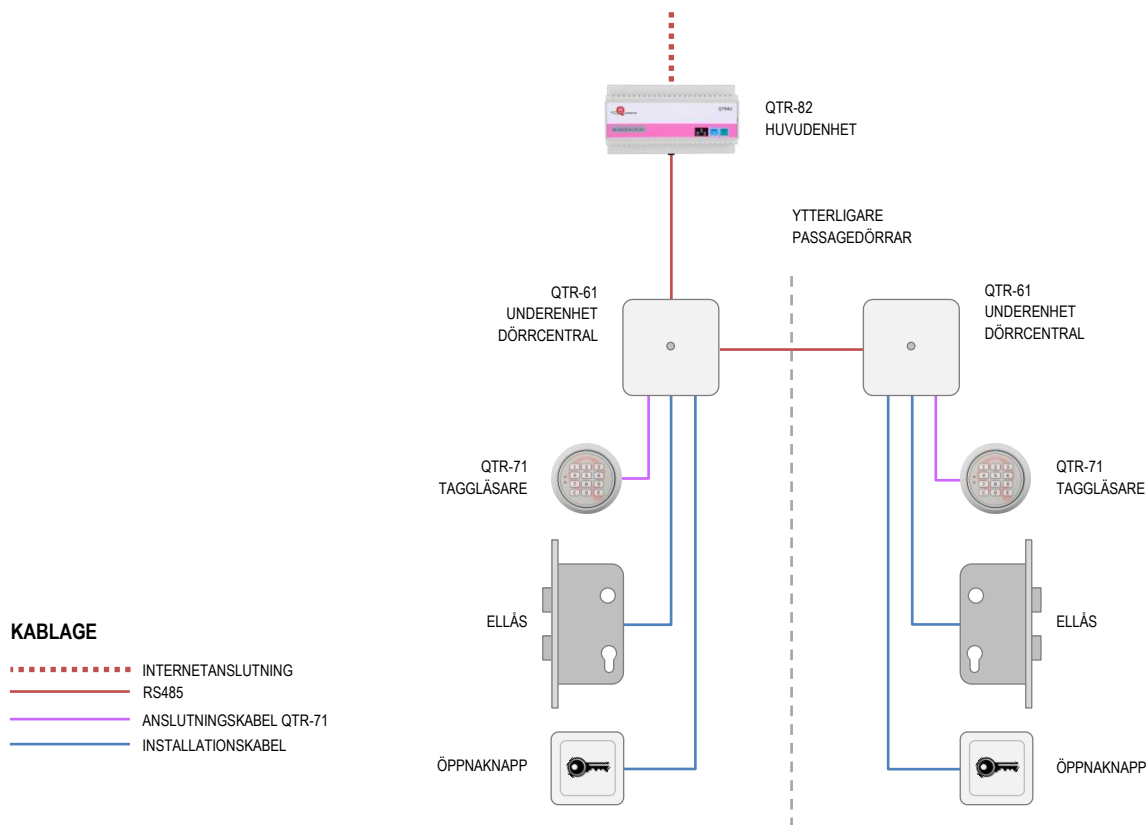 QTR-82
HUVUDENHET
YTTERLIGARE
PASSAGEDÖRRAR
QTR-61
UNDERENHET
DÖRRCENTRAL
QTR-61
UNDERENHET
DÖRRCENTRAL
QTR-71
TAGGLÄSARE
QTR-71
TAGGLÄSARE
ELLÅS
ELLÅS
ÖPPNAKNAPP
ÖPPNAKNAPP
KABLAGE
INTERNETANSLUTNING
RS485
ANSLUTNINGSKABEL QTR-71
INSTALLATIONSKABEL